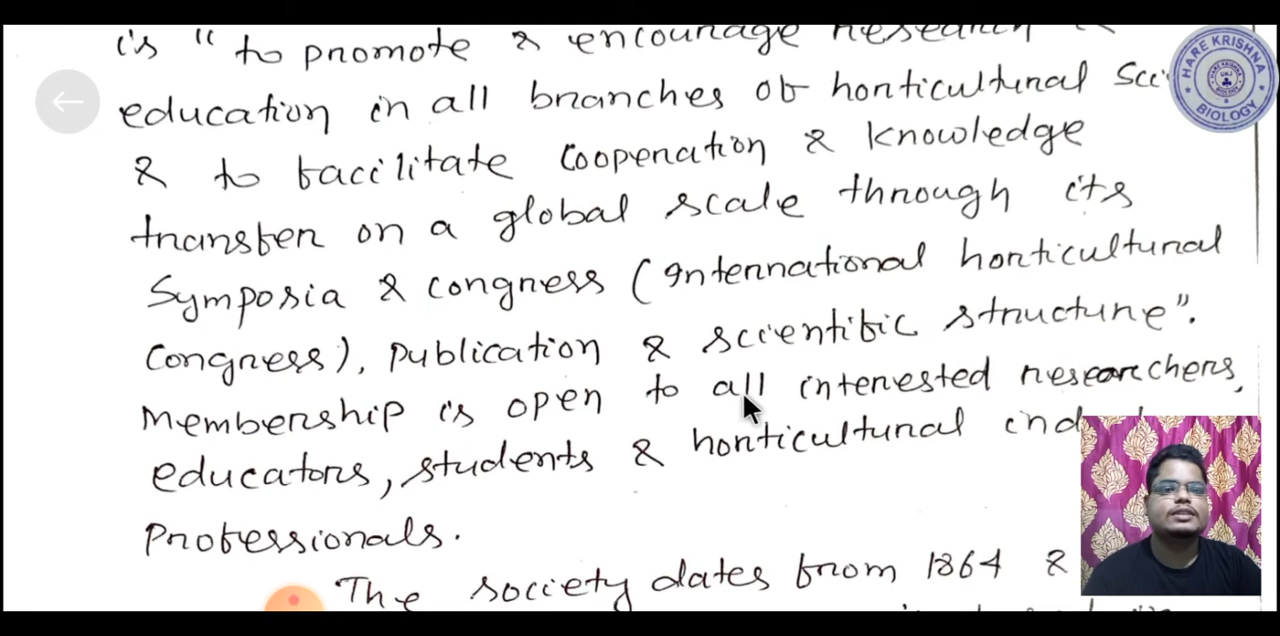 is "to promote & encourage research
education in all branches of horticultural
& to facilitate cooperation & knowledge
transfer on a global scale through its
Symposia & congress (International horticultural
congress), publication & scientific structure".
Membership is open to all interested researchers,
educators, students & horticultural
Professionals.
The society dates from 1864 &
HARE KRISHNA
BIOLOGY